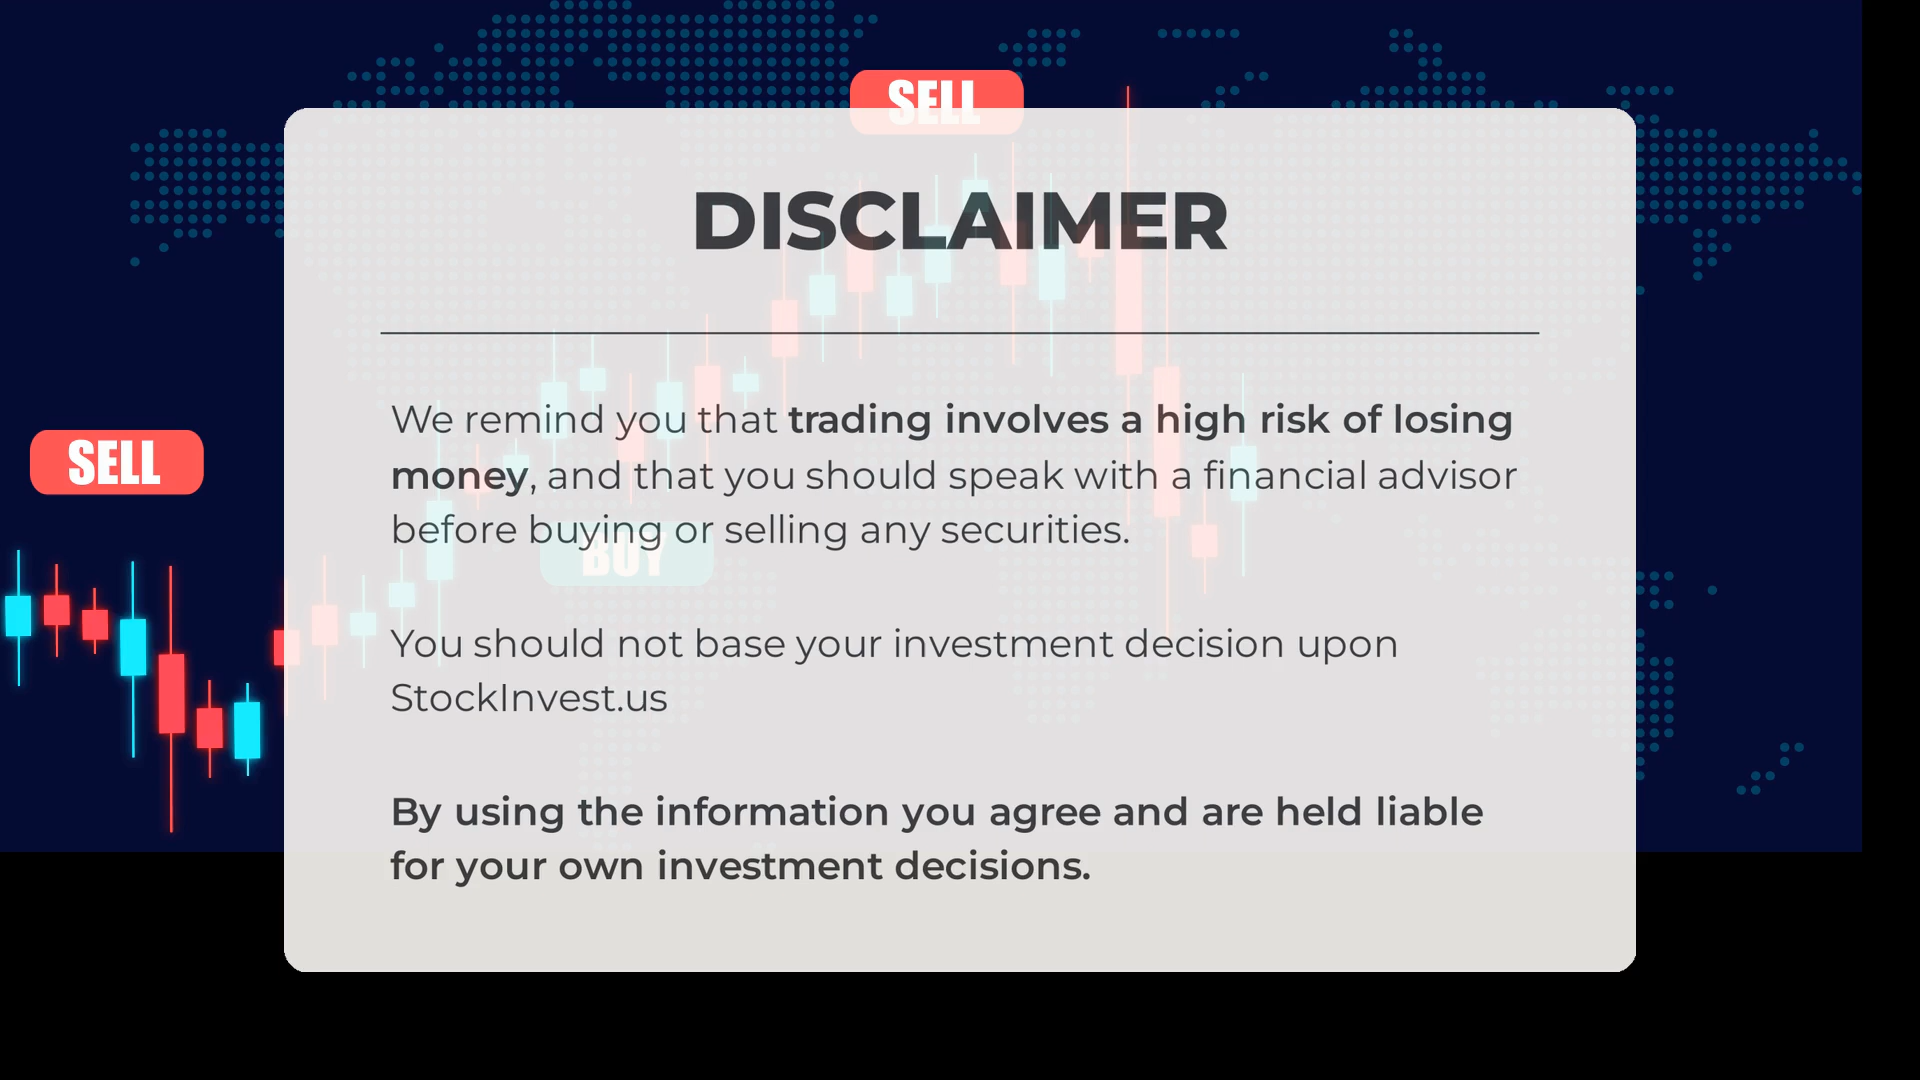 SELL
DISCLAIMER
We remind you that trading involves a high risk of losing
money, and that you should speak with a financial advisor
before buying or selling any securities.
SELL
BUY
You should not base your investment decision upon
StockInvest.us
By using the information you agree and are held liable
for your own investment decisions.